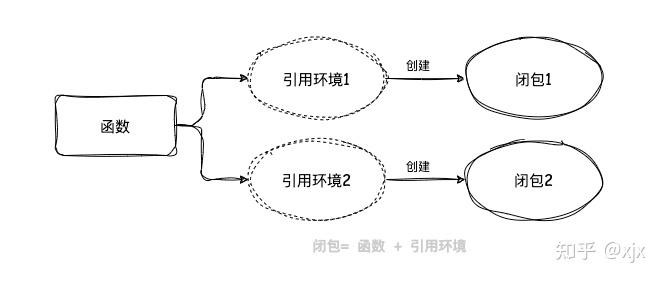 函数
引用环境1
创建
闭包1
引用环境2
创建
闭包2
闭包= 函数 + 引用环境
知乎 @xjx